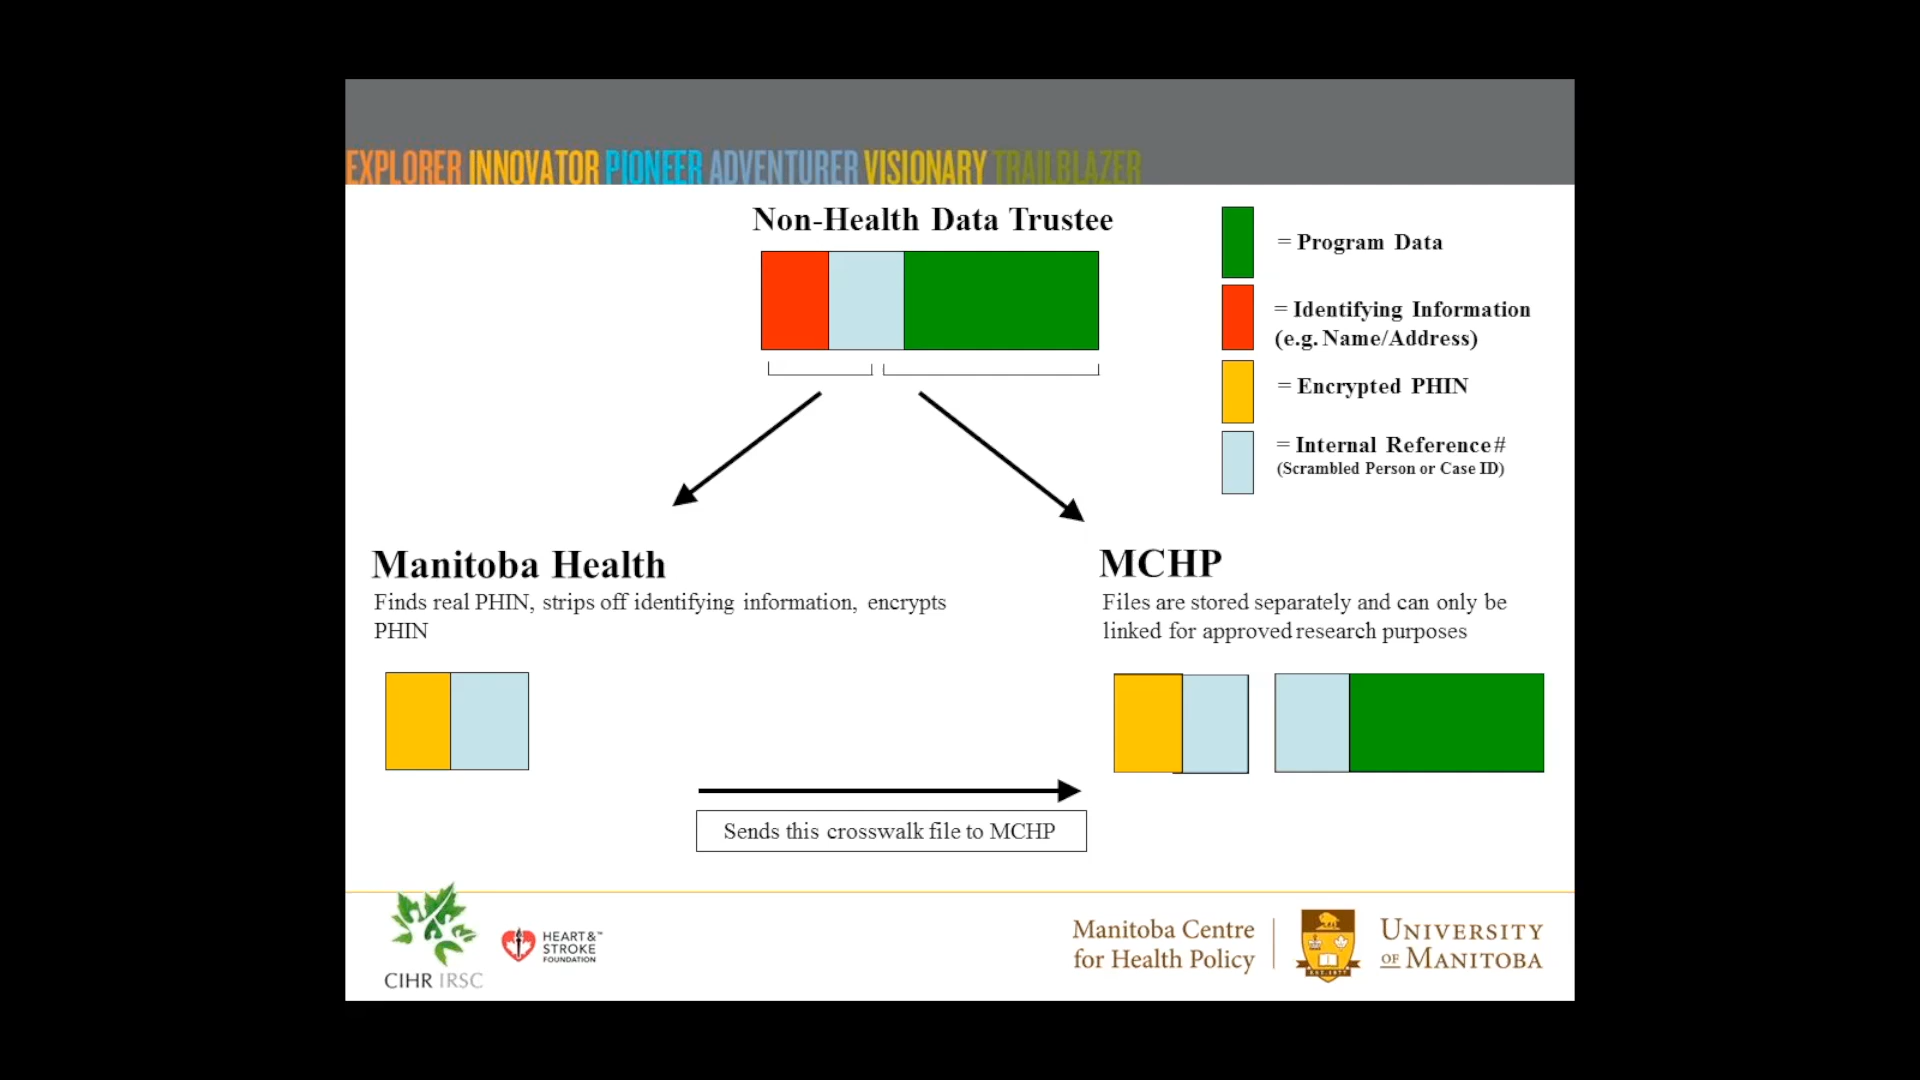 EXPLORER INNOVATOR PIONEER ADVENTURER VISIONARY TRAILBLAZER
Non-Health Data Trustee
= Program Data
= Identifying Information
(e.g. Name/Address)
= Encrypted PHIN
= Internal Reference#
(Scrambled Person or Case ID)
Manitoba Health
Finds real PHIN, strips off identifying information, encrypts
PHIN
MCHP
Files are stored separately and can only be
linked for approved research purposes
Sends this crosswalk file to MCHP
CIHR IRSC
HEART &™
STROKE
FOUNDATION
Manitoba Centre
for Health Policy
UNIVERSITY
OF MANITOBA